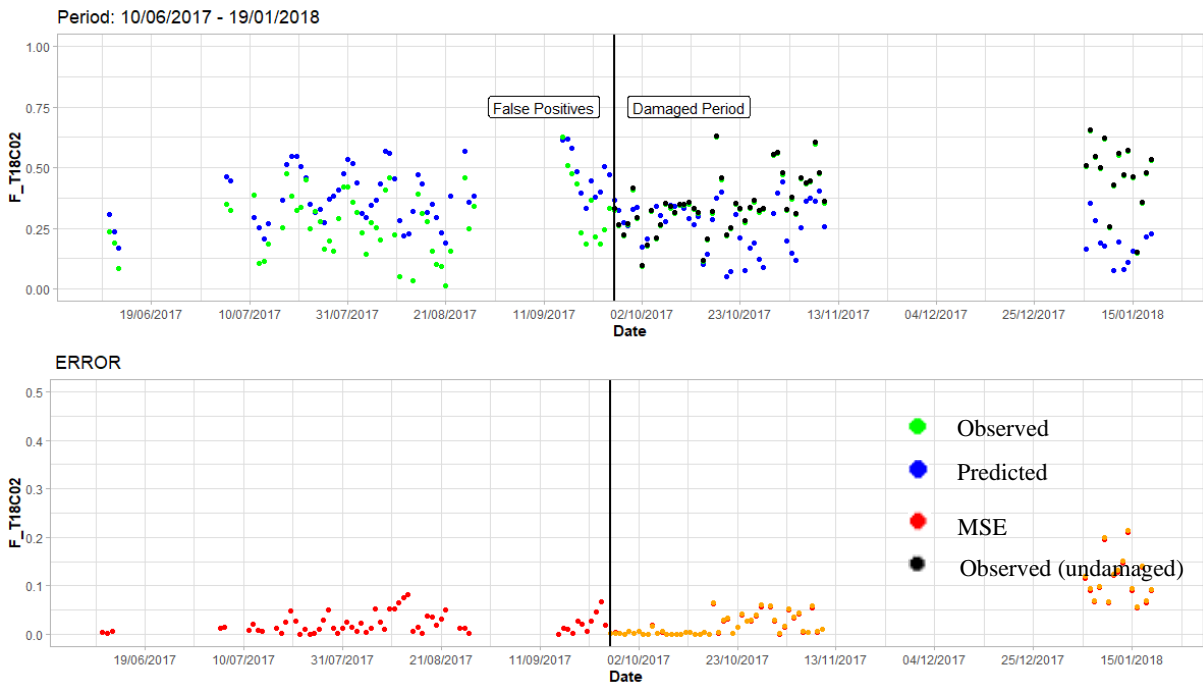 Period: 10/06/2017 - 19/01/2018
1.00
0.75
0.50
0.25
0.00
F_T18C02
False Positives
Damaged Period
19/06/2017 10/07/2017 31/07/2017 21/08/2017 11/09/2017 02/10/2017 23/10/2017 13/11/2017 04/12/2017 25/12/2017 15/01/2018
Date
ERROR
0.5
0.4
0.3
0.2
0.1
0.0
F_T18C02
Observed
Predicted
MSE
Observed (undamaged)
19/06/2017 10/07/2017 31/07/2017 21/08/2017 11/09/2017 02/10/2017 23/10/2017 13/11/2017 04/12/2017 25/12/2017 15/01/2018
Date